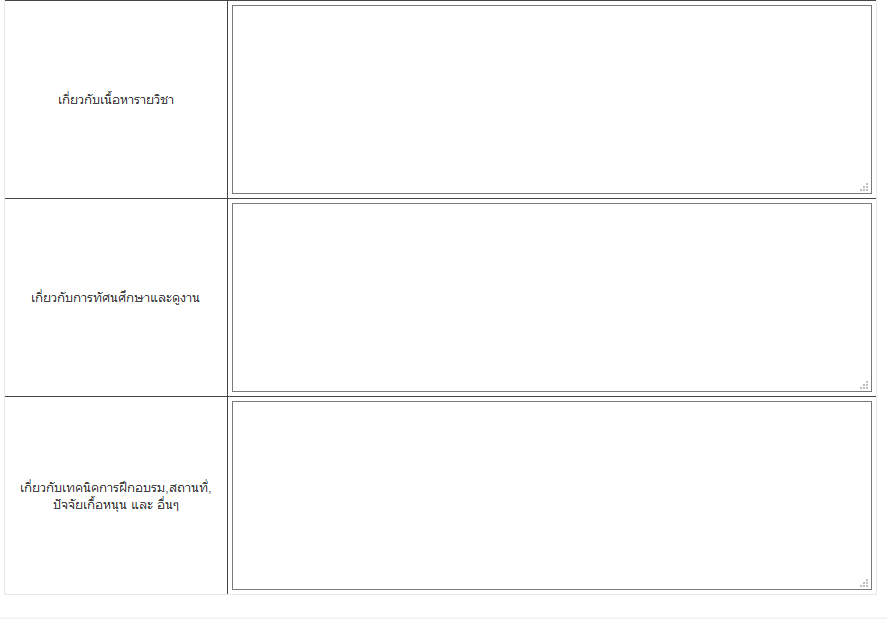 เกี่ยวกับเนื้อหารายวิชา
เกี่ยวกับการทัศนศึกษาและดูงาน
เกี่ยวกับเทคนิคการฝึกอบรม,สถานที่,
ปัจจัยเกื้อหนุน และ อื่นๆ